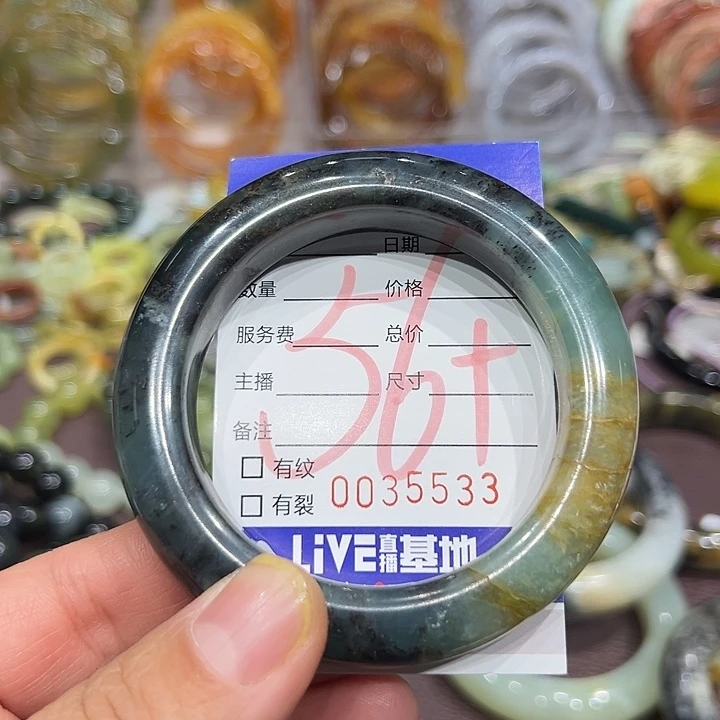 日期
数量 价格
服务费 总价
主播 尺寸
备注
56+
有纹
有裂
0035533
LiVE直播基地